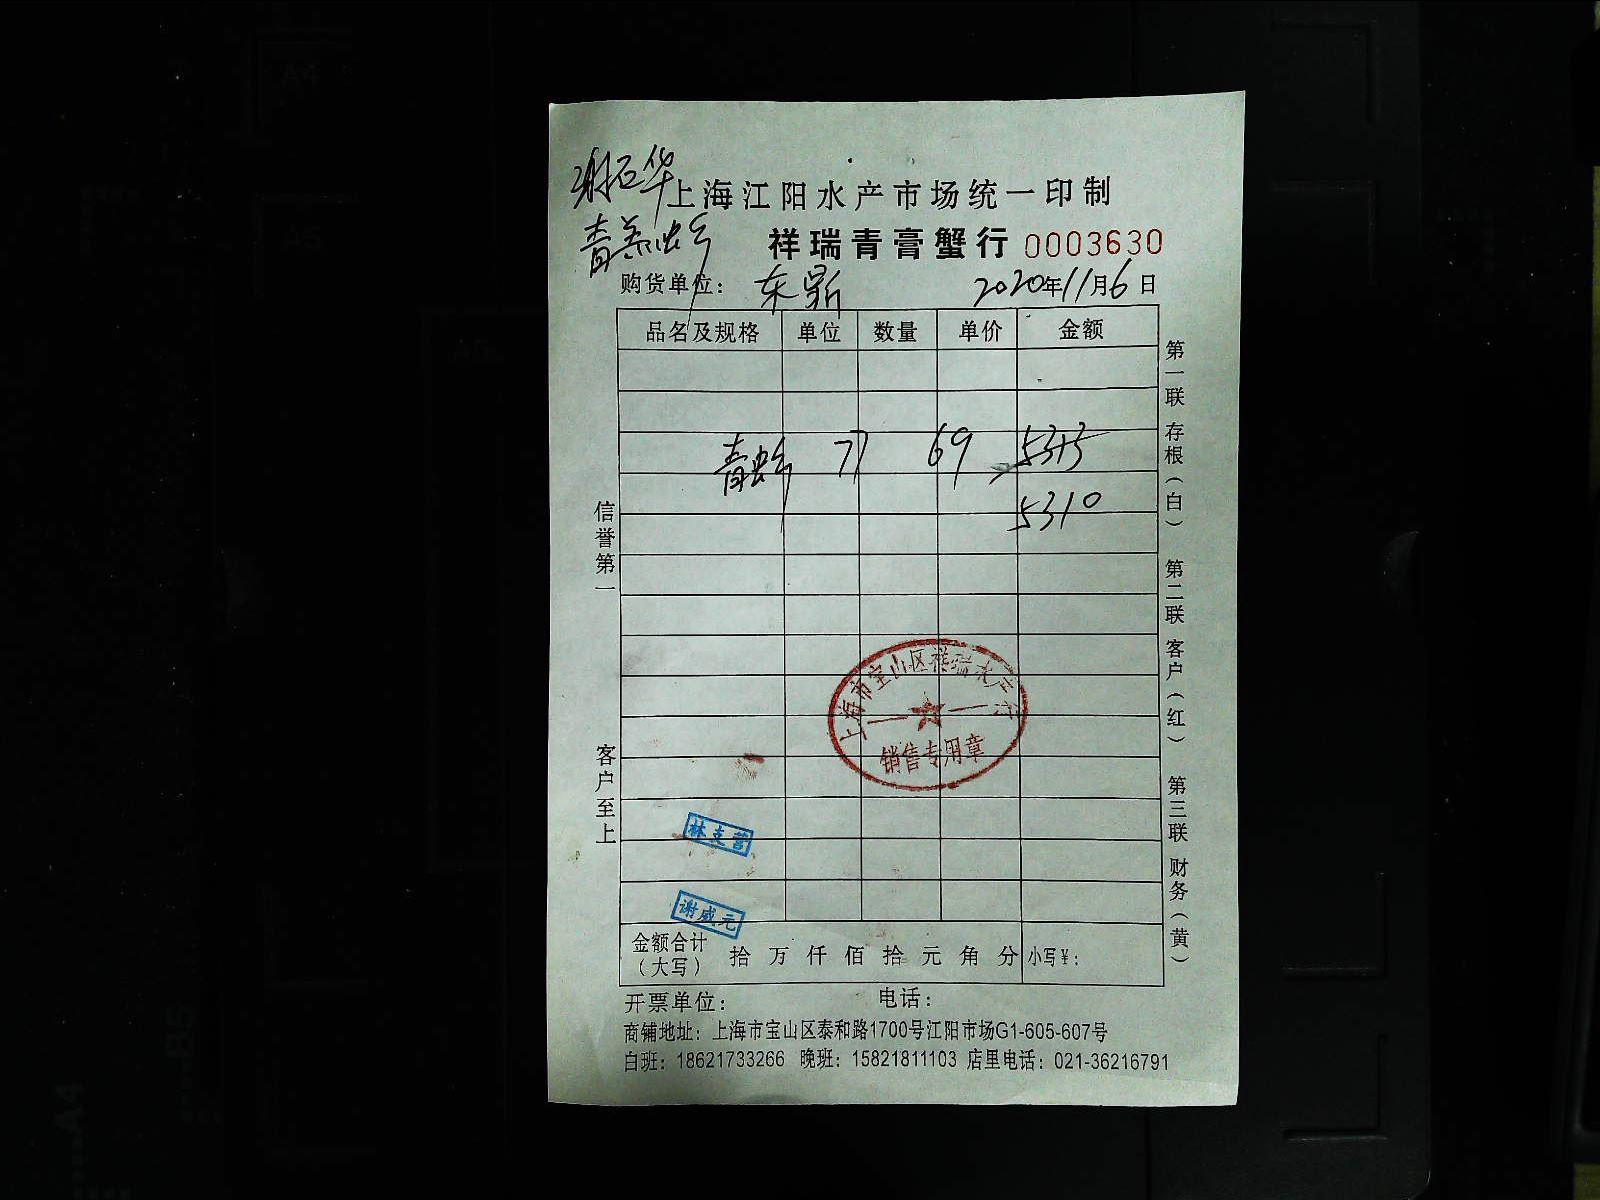 上海江阳水产市场统一印制
祥瑞青膏蟹行 0003630
购货单位： 东 2020年11月6日
品名及规格 单位 数量 单价 金额
青 77 69 5313
5310
信誉第一
客户至上
第一联 存根（白） 第二联 客户（红） 第三联 财务（黄）
上海市宝山区祥瑞水产行
销售专用章
林支营
谢威元
金额合计（大写） 拾 万 仟 佰 拾 元 角 分 小写¥：
开票单位： 电话：
商铺地址：上海市宝山区泰和路1700号江阳市场G1-605-607号
白班：18621733266 晚班：15821811103 店里电话：021-36216791